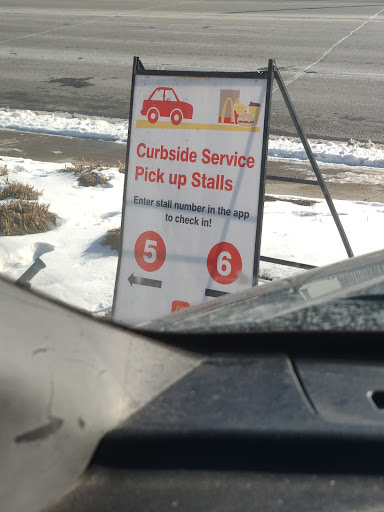 Curbside Service
Pick up Stalls
Enter stall number in the app
to check in!
5 6